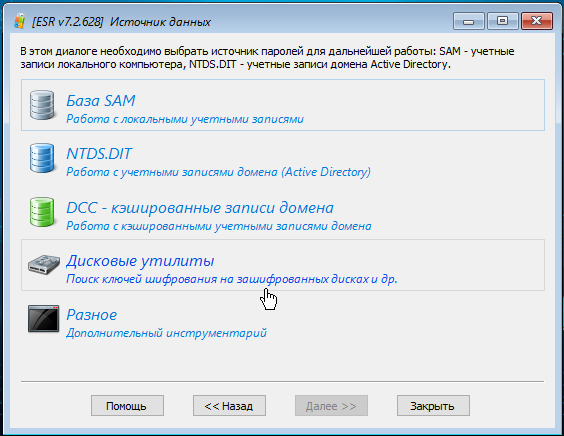 [ESR v7.2.628] Источник данных
В этом диалоге необходимо выбрать источник паролей для дальнейшей работы: SAM - учетные
записи локального компьютера, NTDS.DIT - учетные записи домена Active Directory.
База SAM
Работа с локальными учетными записями
NTDS.DIT
Работа с учетными записями домена (Active Directory)
DCC - кэшированные записи домена
Работа с кэшированными учетными записями домена
Дисковые утилиты
Поиск ключей шифрования на зашифрованных дисках и др.
Разное
Дополнительный инструментарий
Помощь
<< Назад
Далее >>
Закрыть